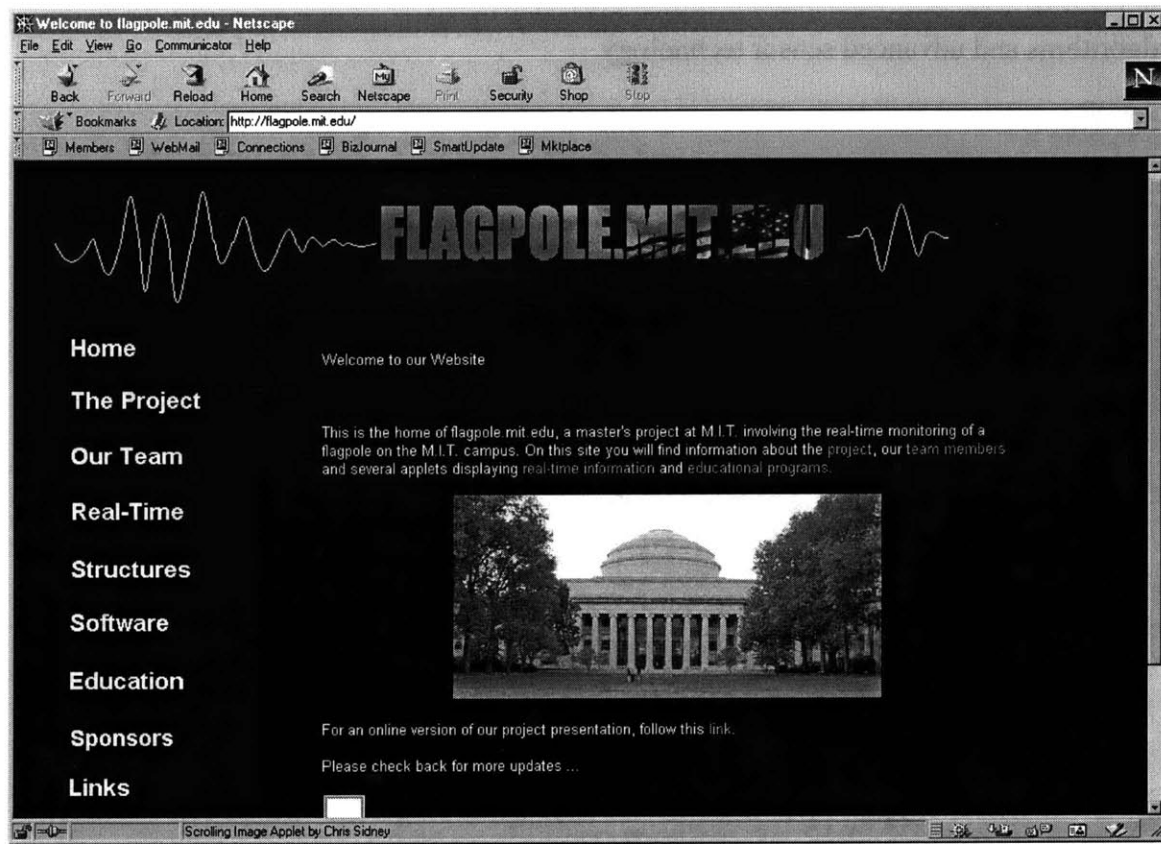 Welcome to flagpole.mit.edu - Netscape
File Edit View Go Communicator Help
Back Forward Reload Home Search Netscape Print Security Shop Stop
My
N
Bookmarks Location: http://flagpole.mit.edu/
Members WebMail Connections BizJournal SmartUpdate Mktplace
FLAGPOLE.MIT.EDU
Home
The Project
Our Team
Real-Time
Structures
Software
Education
Sponsors
Links
Welcome to our Website
This is the home of flagpole.mit.edu, a master's project at M.I.T. involving the real-time monitoring of a
flagpole on the M.I.T. campus. On this site you will find information about the project, our team members
and several applets displaying real-time information and educational programs.
For an online version of our project presentation, follow this link.
Please check back for more updates ...
Scrolling Image Applet by Chris Sidney